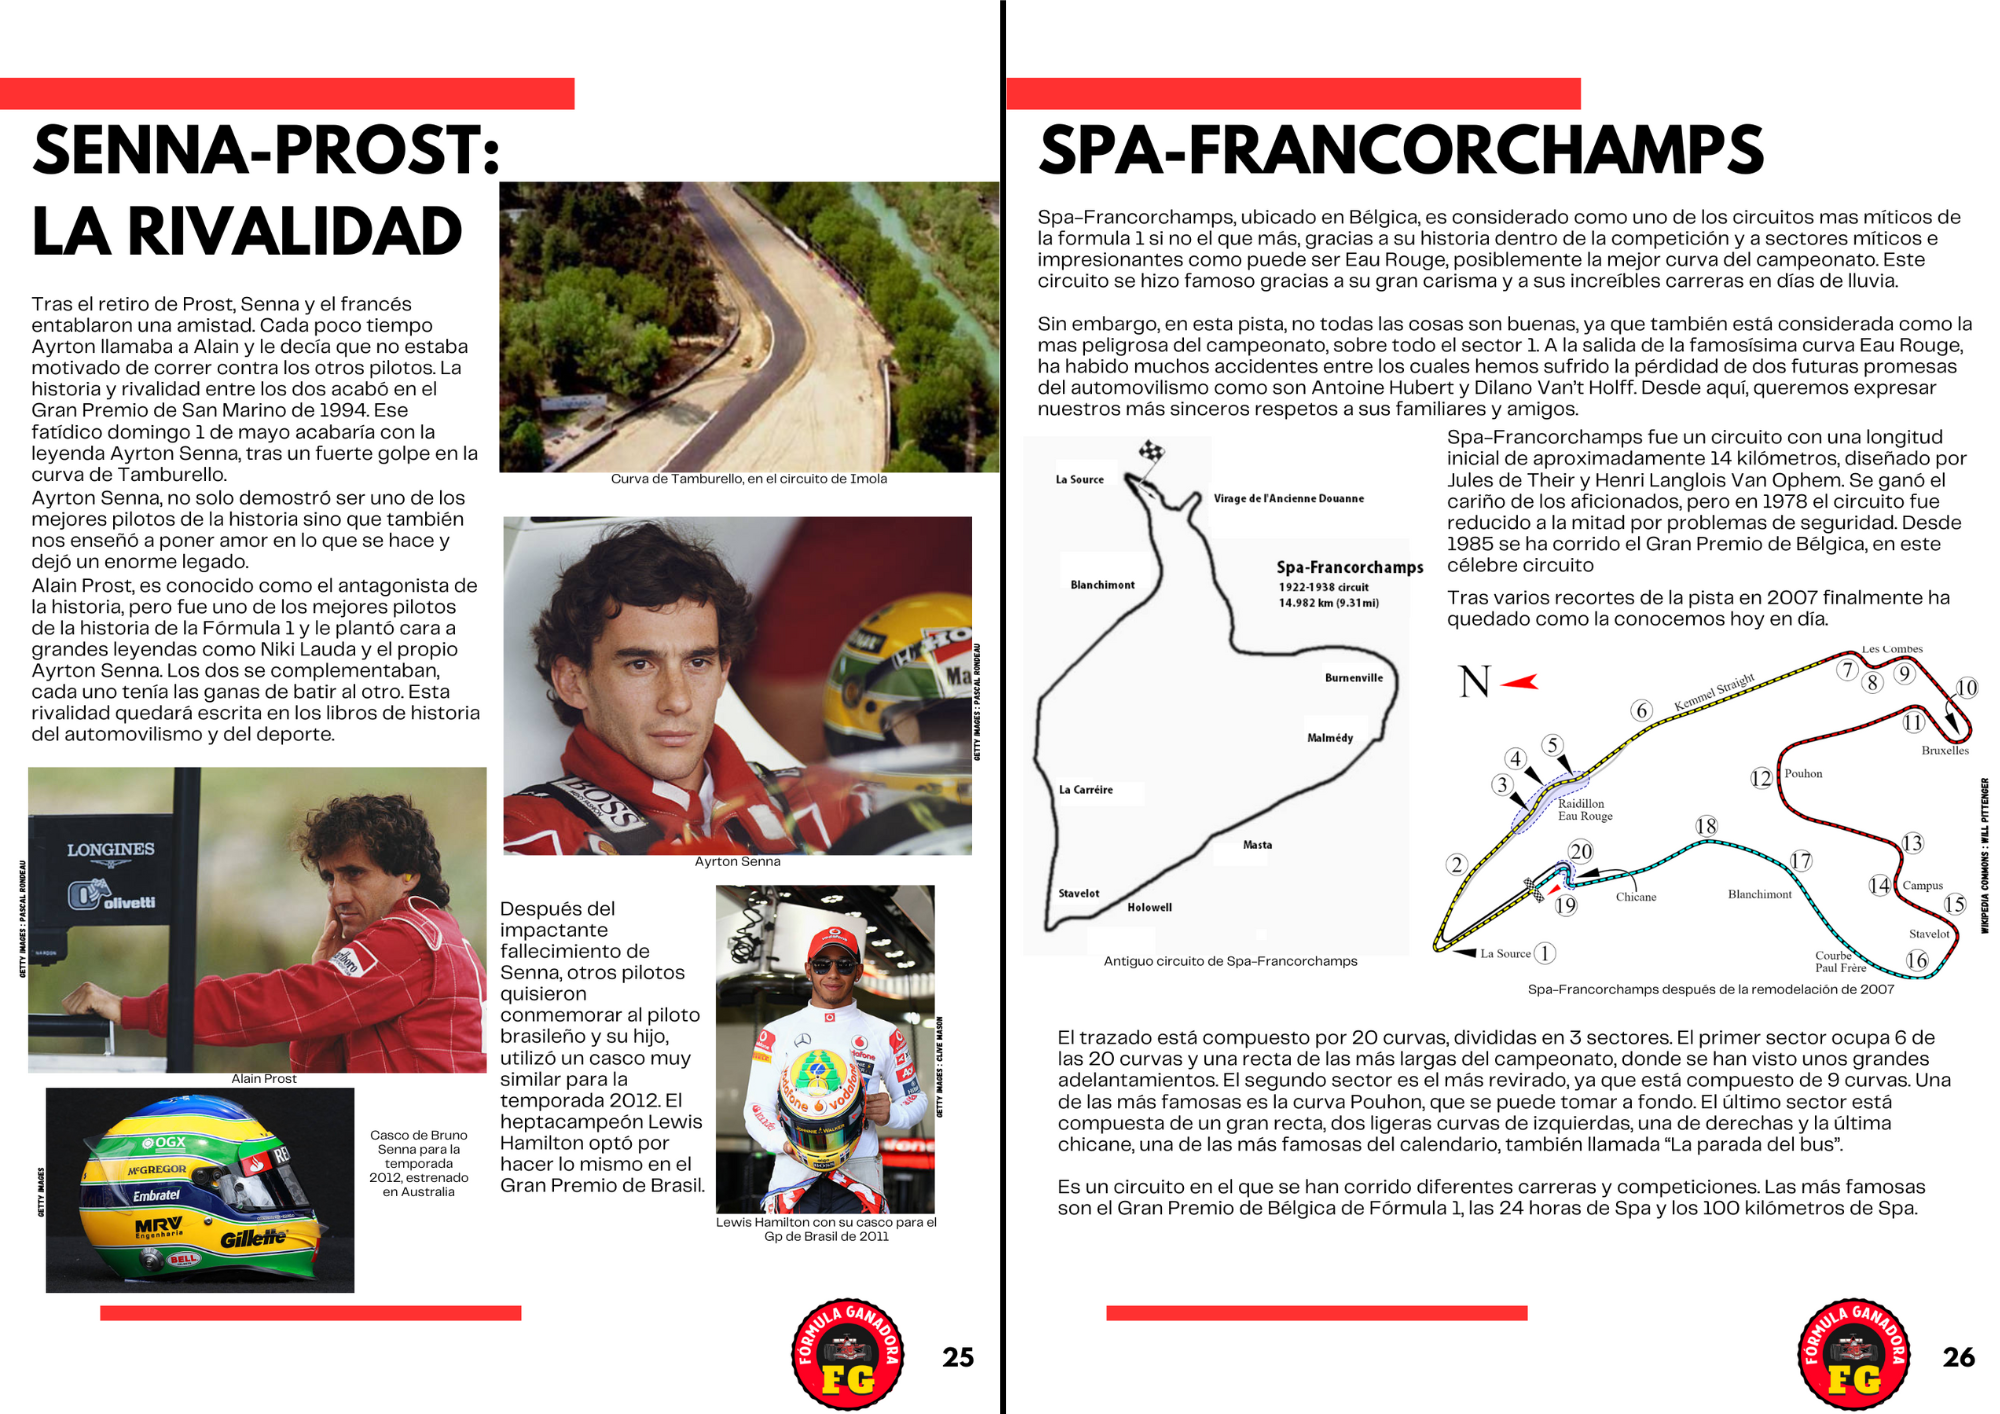 SENNA-PROST:
LA RIVALIDAD
Tras el retiro de Prost, Senna y el francés
entablaron una amistad. Cada poco tiempo
Ayrton llamaba a Alain y le decía que no estaba
motivado de correr contra los otros pilotos. La
historia y rivalidad entre los dos acabó en el
Gran Premio de San Marino de 1994. Ese
fatídico domingo 1 de mayo acabaría con la
leyenda Ayrton Senna, tras un fuerte golpe en la
curva de Tamburello.
Ayrton Senna, no solo demostró ser uno de los
mejores pilotos de la historia sino que también
nos enseñó a poner amor en lo que se hace y
dejó un enorme legado.
Alain Prost, es conocido como el antagonista de
la historia, pero fue uno de los mejores pilotos
de la historia de la Fórmula 1 y le plantó cara a
grandes leyendas como Niki Lauda y el propio
Ayrton Senna. Los dos se complementaban,
cada uno tenía las ganas de batir al otro. Esta
rivalidad quedará escrita en los libros de historia
del automovilismo y del deporte.
Curva de Tamburello, en el circuito de Imola
BOSS
GETTY IMAGES : PASCAL RONDEAU
Ayrton Senna
LONGINES
olivetti
Marlboro
GETTY IMAGES : PASCAL RONDEAU
Alain Prost
OGX
McGREGOR
Embratel
MRV
Engenharia
Gillette
BELL
GETTY IMAGES
Casco de Bruno
Senna para la
temporada
2012, estrenado
en Australia
Después del
impactante
fallecimiento de
Senna, otros pilotos
quisieron
conmemorar al piloto
brasileño y su hijo,
utilizó un casco muy
similar para la
temporada 2012. El
heptacampeón Lewis
Hamilton optó por
hacer lo mismo en el
Gran Premio de Brasil.
vodafone
JOHNNIE WALKER
BOSS
GETTY IMAGES : CLIVE MASON
Lewis Hamilton con su casco para el
Gp de Brasil de 2011
FÓRMULA GANADORA
FG
25
SPA-FRANCORCHAMPS
Spa-Francorchamps, ubicado en Bélgica, es considerado como uno de los circuitos mas míticos de
la formula 1 si no el que más, gracias a su historia dentro de la competición y a sectores míticos e
impresionantes como puede ser Eau Rouge, posiblemente la mejor curva del campeonato. Este
circuito se hizo famoso gracias a su gran carisma y a sus increíbles carreras en días de lluvia.
Sin embargo, en esta pista, no todas las cosas son buenas, ya que también está considerada como la
mas peligrosa del campeonato, sobre todo el sector 1. A la salida de la famosísima curva Eau Rouge,
ha habido muchos accidentes entre los cuales hemos sufrido la pérdida de dos futuras promesas
del automovilismo como son Antoine Hubert y Dilano Van't Holff. Desde aquí, queremos expresar
nuestros más sinceros respetos a sus familiares y amigos.
Spa-Francorchamps fue un circuito con una longitud
inicial de aproximadamente 14 kilómetros, diseñado por
Jules de Their y Henri Langlois Van Ophem. Se ganó el
cariño de los aficionados, pero en 1978 el circuito fue
reducido a la mitad por problemas de seguridad. Desde
1985 se ha corrido el Gran Premio de Bélgica, en este
célebre circuito
Tras varios recortes de la pista en 2007 finalmente ha
quedado como la conocemos hoy en día.
La Source
Virage de l'Ancienne Douanne
Spa-Francorchamps
1922-1938 circuit
14.982 km (9.31mi)
Blanchimont
Burnenville
Malmédy
La Carréire
Masta
Stavelot
Holowell
Antiguo circuito de Spa-Francorchamps
N
Les Combes
7
8
9
10
Kemmel Straight
6
11
Bruxelles
5
4
3
12
Pouhon
Raidillon
Eau Rouge
18
13
20
17
2
14
Campus
Chicane
Blanchimont
19
15
Stavelot
La Source
1
Courbe
Paul Frère
16
WIKIPEDIA COMMONS : WILL PITTENGER
Spa-Francorchamps después de la remodelación de 2007
El trazado está compuesto por 20 curvas, divididas en 3 sectores. El primer sector ocupa 6 de
las 20 curvas y una recta de las más largas del campeonato, donde se han visto unos grandes
adelantamientos. El segundo sector es el más revirado, ya que está compuesto de 9 curvas. Una
de las más famosas es la curva Pouhon, que se puede tomar a fondo. El último sector está
compuesta de un gran recta, dos ligeras curvas de izquierdas, una de derechas y la última
chicane, una de las más famosas del calendario, también llamada “La parada del bus”.
Es un circuito en el que se han corrido diferentes carreras y competiciones. Las más famosas
son el Gran Premio de Bélgica de Fórmula 1, las 24 horas de Spa y los 100 kilómetros de Spa.
FÓRMULA GANADORA
FG
26